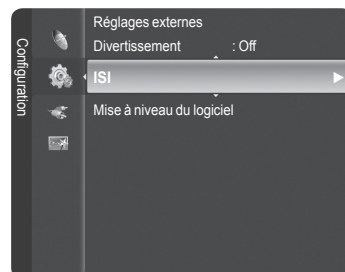 Configuration
Réglages externes
Divertissement : Off
ISI
Mise à niveau du logiciel